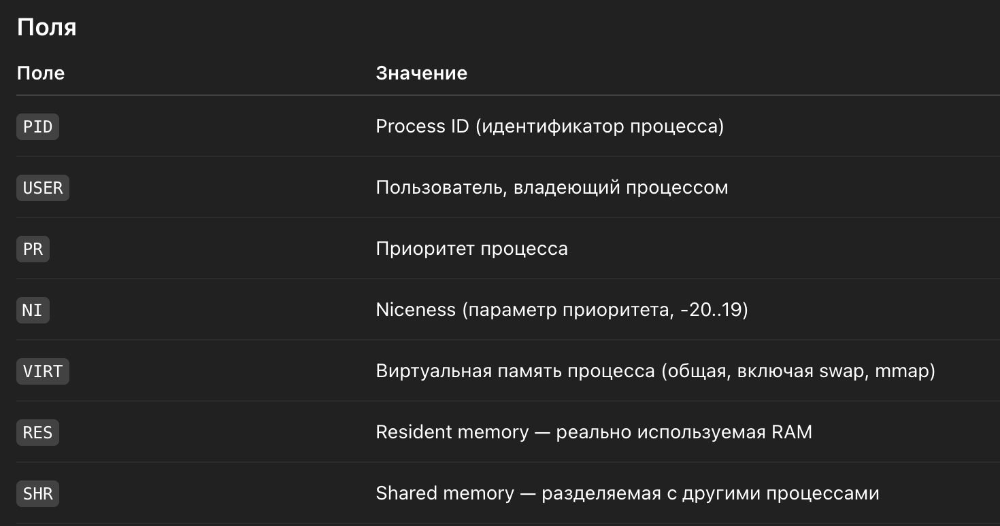 Поля
Поле Значение
PID Process ID (идентификатор процесса)
USER Пользователь, владеющий процессом
PR Приоритет процесса
NI Niceness (параметр приоритета, -20..19)
VIRT Виртуальная память процесса (общая, включая swap, mmap)
RES Resident memory — реально используемая RAM
SHR Shared memory — разделяемая с другими процессами